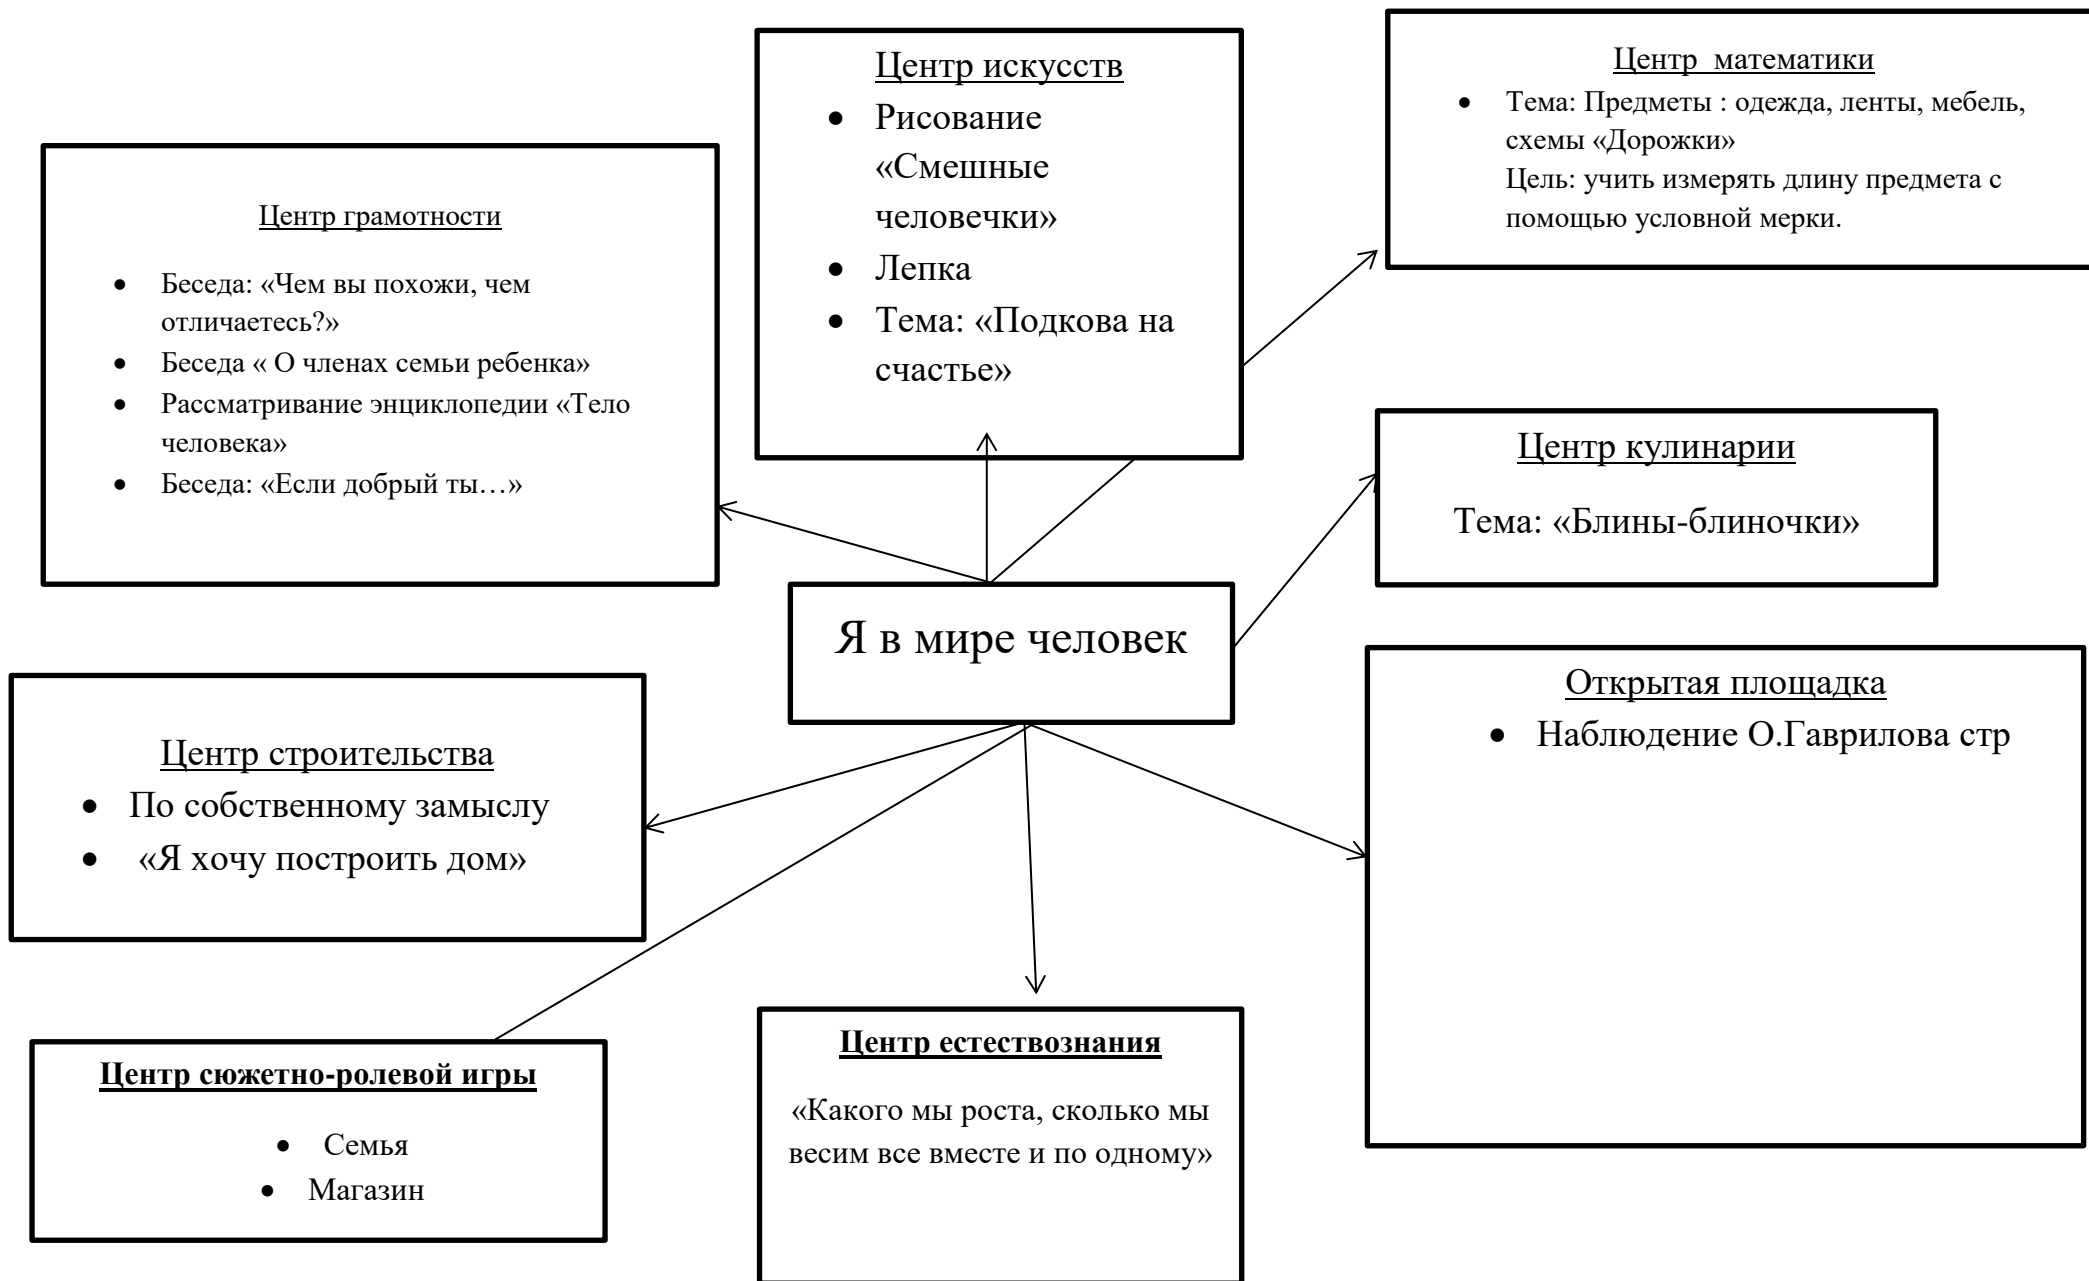 Центр искусств
Рисование
«Смешные
человечки»
Лепка
Тема: «Подкова на
счастье»
Центр математики
Тема: Предметы : одежда, ленты, мебель,
схемы «Дорожки»
Цель: учить измерять длину предмета с
помощью условной мерки.
Центр грамотности
Беседа: «Чем вы похожи, чем
отличаетесь?»
Беседа « О членах семьи ребенка»
Рассматривание энциклопедии «Тело
человека»
Беседа: «Если добрый ты…»
Центр кулинарии
Тема: «Блины-блиночки»
Я в мире человек
Открытая площадка
Наблюдение О.Гаврилова стр
Центр строительства
По собственному замыслу
«Я хочу построить дом»
Центр сюжетно-ролевой игры
Семья
Магазин
Центр естествознания
«Какого мы роста, сколько мы
весим все вместе и по одному»